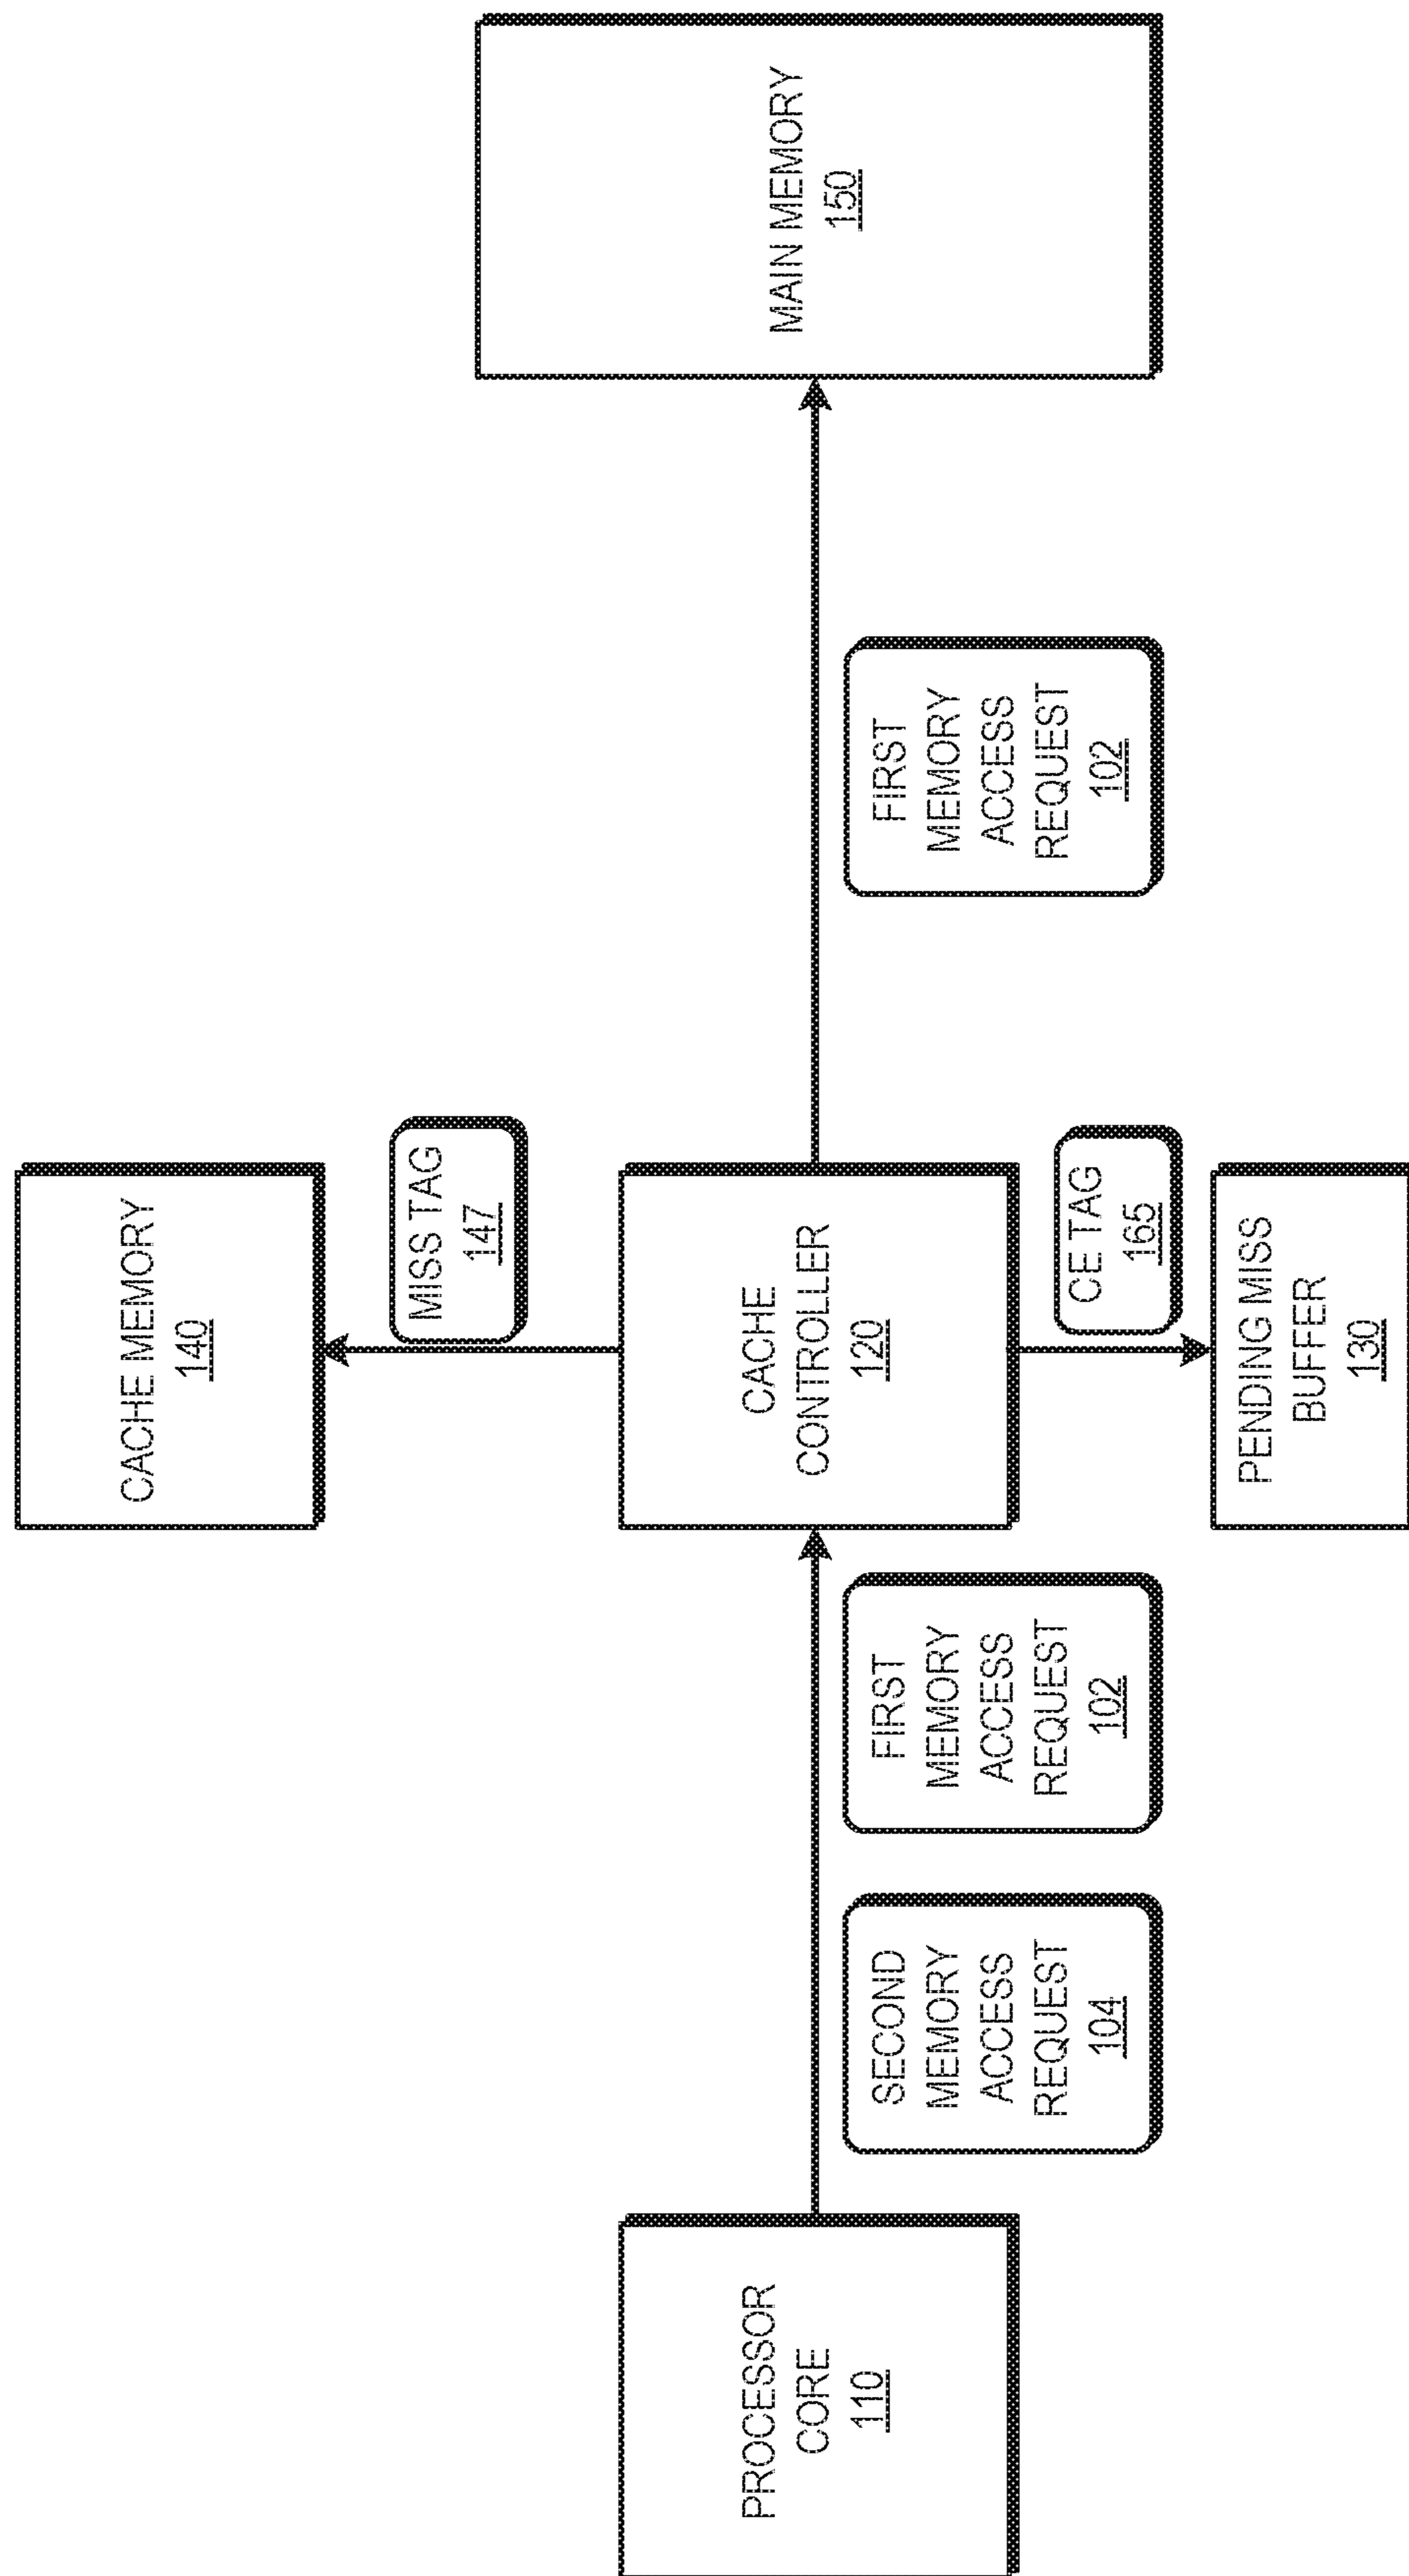 CACHE MEMORY
140
MISS TAG
147
PROCESSOR
CORE
110
SECOND
MEMORY
ACCESS
REQUEST
104
FIRST
MEMORY
ACCESS
REQUEST
102
CACHE
CONTROLLER
120
FIRST
MEMORY
ACCESS
REQUEST
102
MAIN MEMORY
150
CE TAG
165
PENDING MISS
BUFFER
130